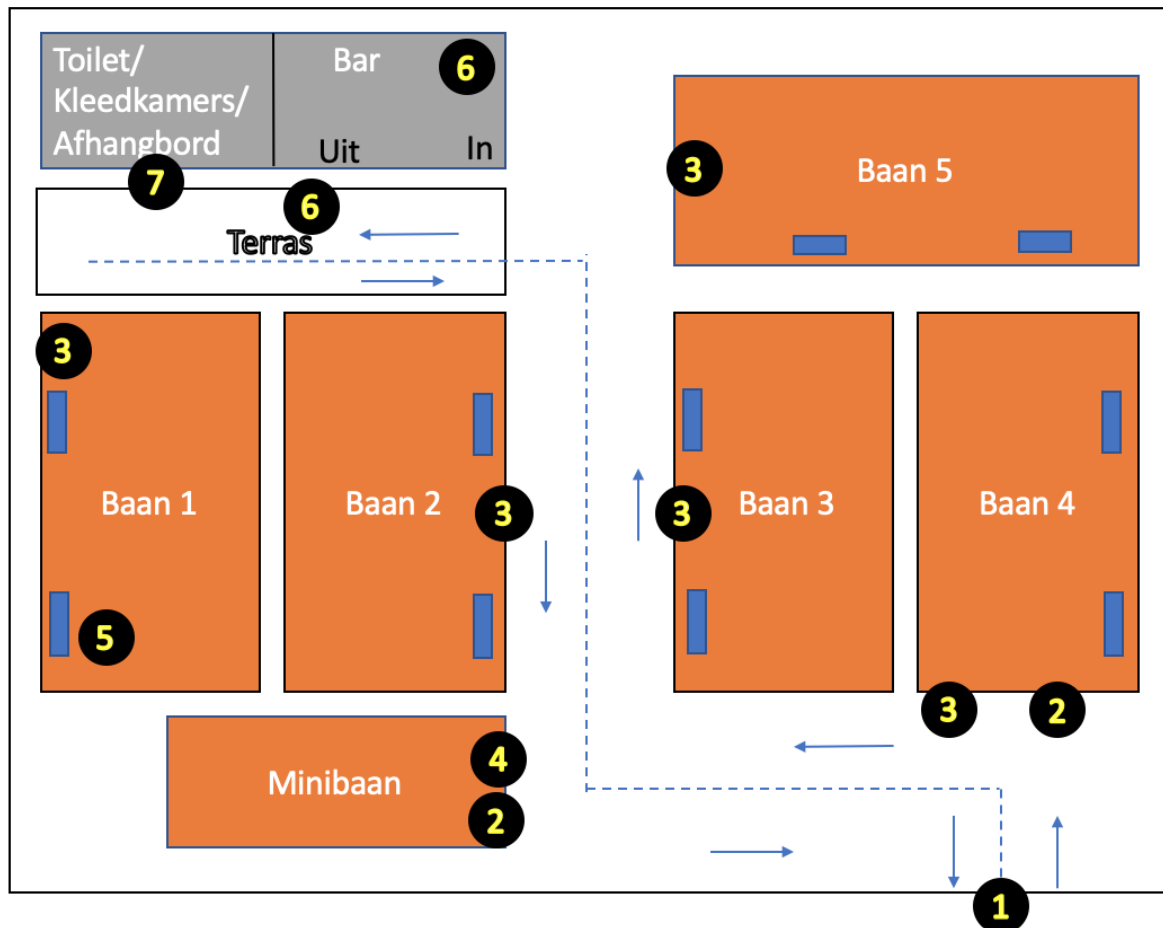 Toilet/
Kleedkamers/
Afhangbord
Bar
6
Uit
In
7
6
Terras
3
Baan 5
3
Baan 1
5
Baan 2
3
3
Baan 3
Baan 4
3
2
Minibaan
4
2
1